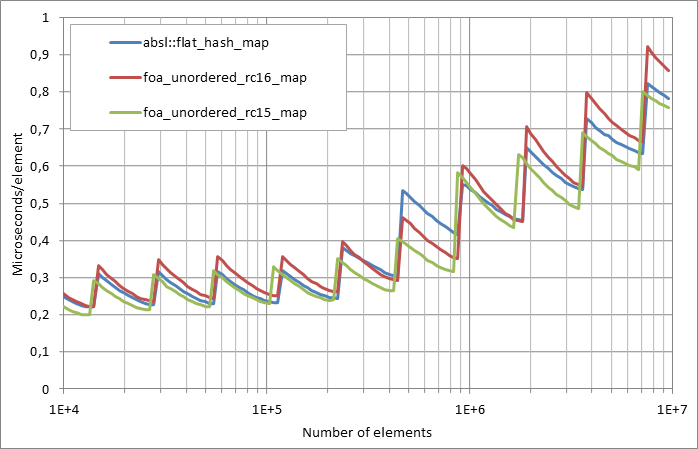 absl::flat_hash_map
foa_unordered_rc16_map
foa_unordered_rc15_map
Microseconds/element
1
0,9
0,8
0,7
0,6
0,5
0,4
0,3
0,2
0,1
0
1E+4
1E+5
1E+6
1E+7
Number of elements